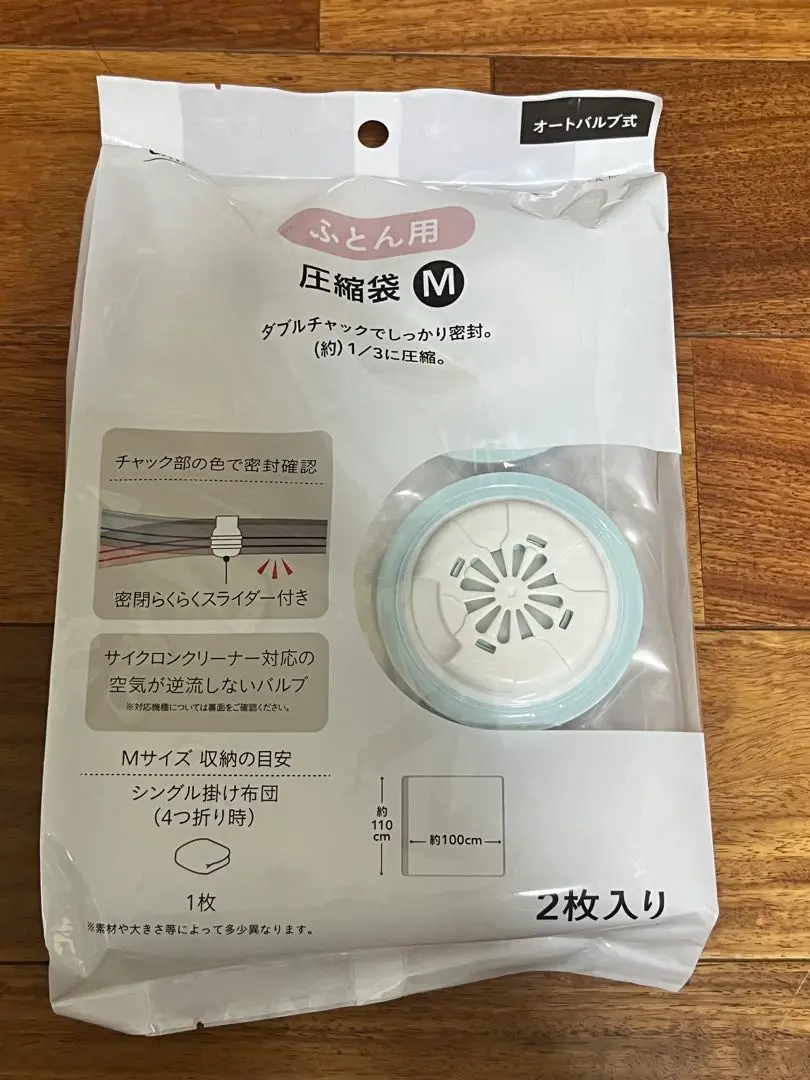 オートバルブ式
ふとん用
圧縮袋 M
ダブルチャックでしっかり密封。
(約)1/3に圧縮。
チャック部の色で密封確認
密閉らくらくスライダー付き
サイクロンクリーナー対応の
空気が逆流しないバルブ
※対応機種については裏面をご確認ください。
Mサイズ 収納の目安
シングル掛け布団
(4つ折り時)
1枚
※素材や大きさ等によって多少異なります。
約
110
cm
約100cm
2枚入り